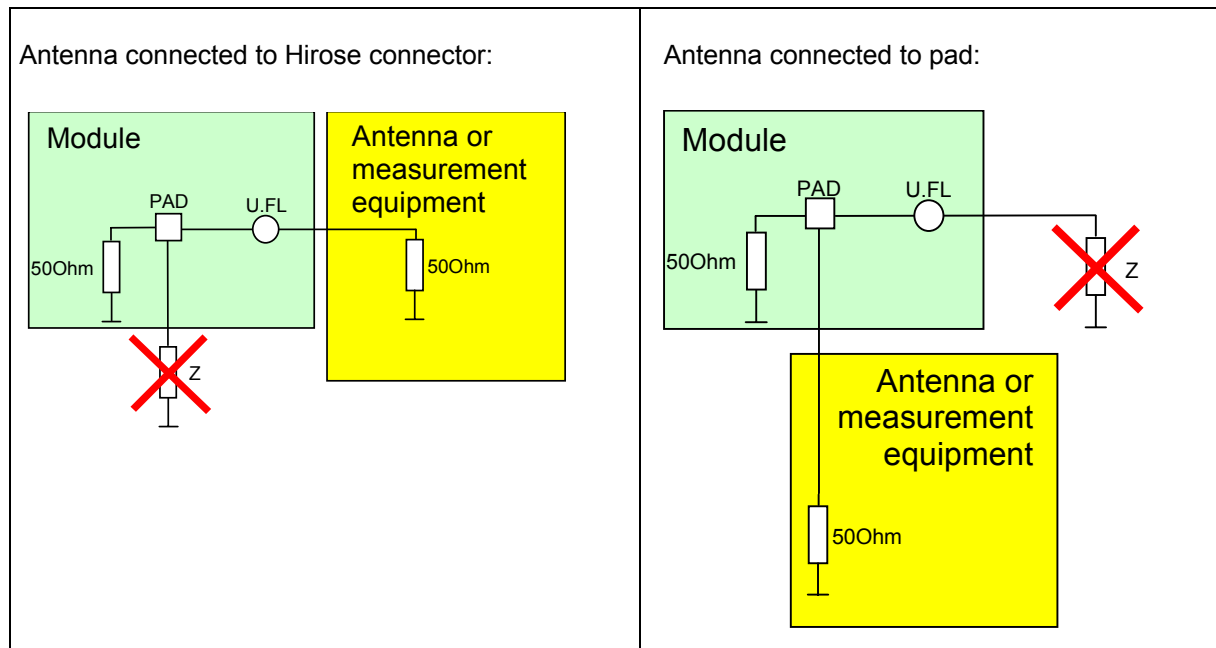 Antenna connected to Hirose connector:
Module
Antenna or
measurement
equipment
PAD
U.FL
50Ohm
50Ohm
Z
Antenna connected to pad:
Module
PAD
U.FL
50Ohm
Z
Antenna or
measurement
equipment
50Ohm